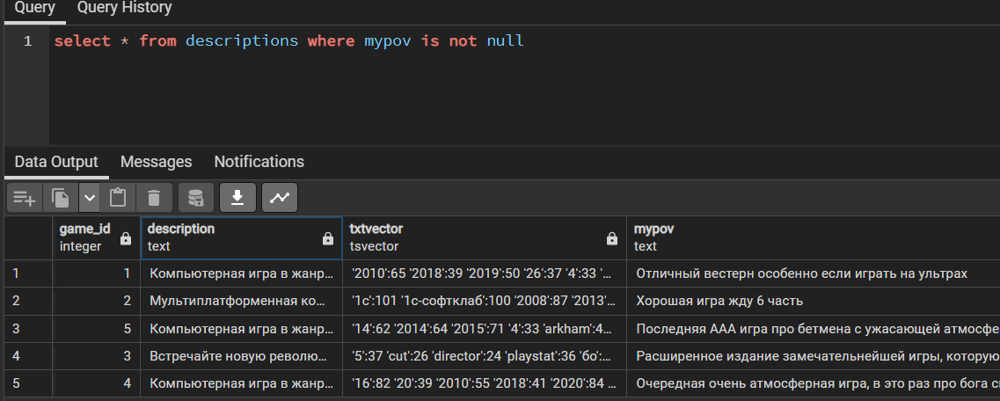 Query Query History
1 select * from descriptions where mypov is not null
Data Output Messages Notifications
game_id description txtvector mypov
integer text tsvector text
1 1 Компьютерная игра в жанр... '2010':65 '2018':39 '2019':50 '26':37 '4':33 '... Отличный вестерн особенно если играть на ультрах
2 2 Мультиплатформенная ко... '1c':101 '1c-софтклаб':100 '2008':87 '2013'... Хорошая игра жду 6 часть
3 5 Компьютерная игра в жанр... '14':62 '2014':64 '2015':71 '4':33 'arkham':4... Последняя ААА игра про бетмена с ужасающей атмосфе
4 3 Встречайте новую револю... '5':37 'cut':26 'director':24 'playstat':36 'бо':... Расширенное издание замечательнейшей игры, которую
5 4 Компьютерная игра в жанр... '16':82 '20':39 '2010':55 '2018':41 '2020':84 ... Очередная очень атмосферная игра, в это раз про бога с